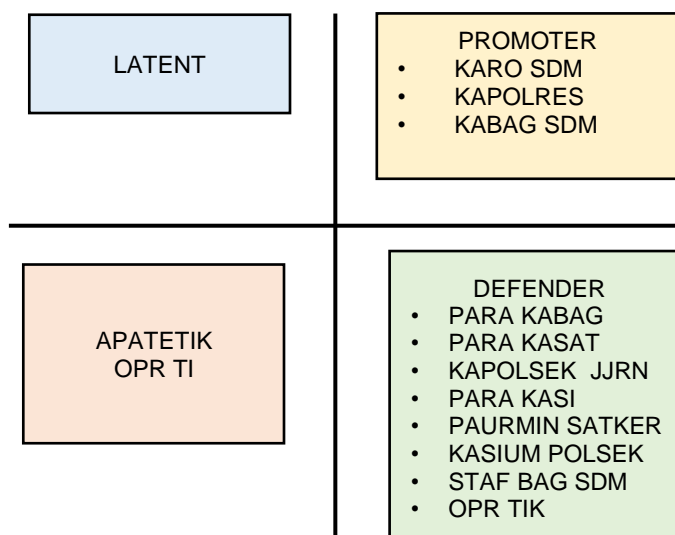 LATENT
PROMOTER
• KARO SDM
• KAPOLRES
• KABAG SDM
APATETIK
OPR TI
DEFENDER
• PARA KABAG
• PARA KASAT
• KAPOLSEK JJRN
• PARA KASI
• PAURMIN SATKER
• KASIUM POLSEK
• STAF BAG SDM
• OPR TIK